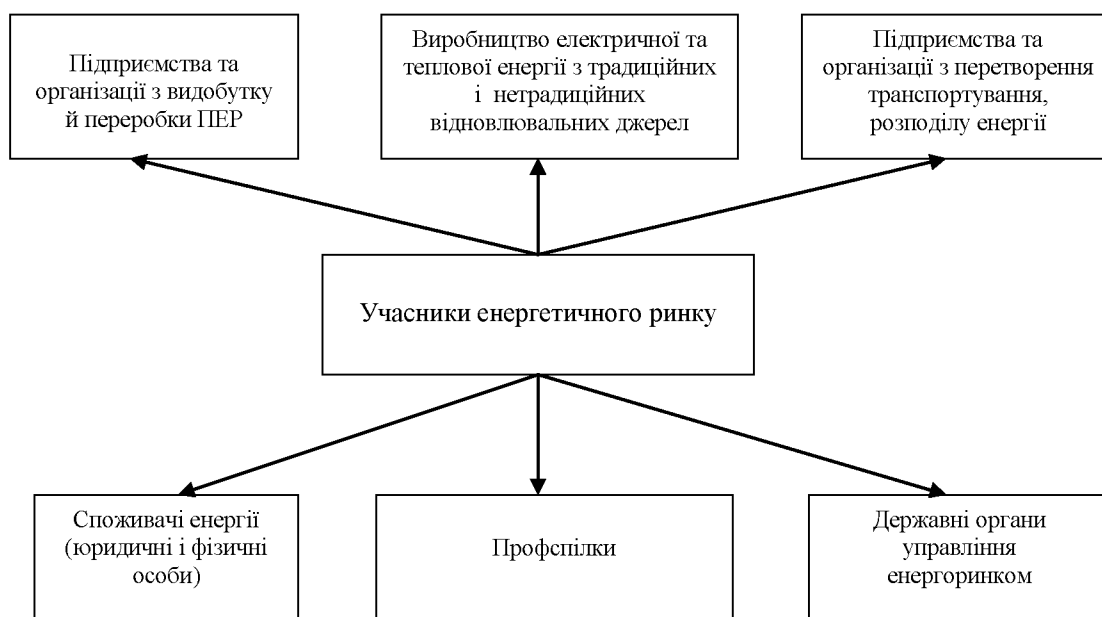 Підприємства та
організації з видобутку
й переробки ПЕР
Виробництво електричної та
теплової енергії з традиційних
і нетрадиційних
відновлювальних джерел
Підприємства та
організації з перетворення
транспортування,
розподілу енергії
Учасники енергетичного ринку
Споживачі енергії
(юридичні і фізичні
особи)
Профспілки
Державні органи
управління
енергоринком